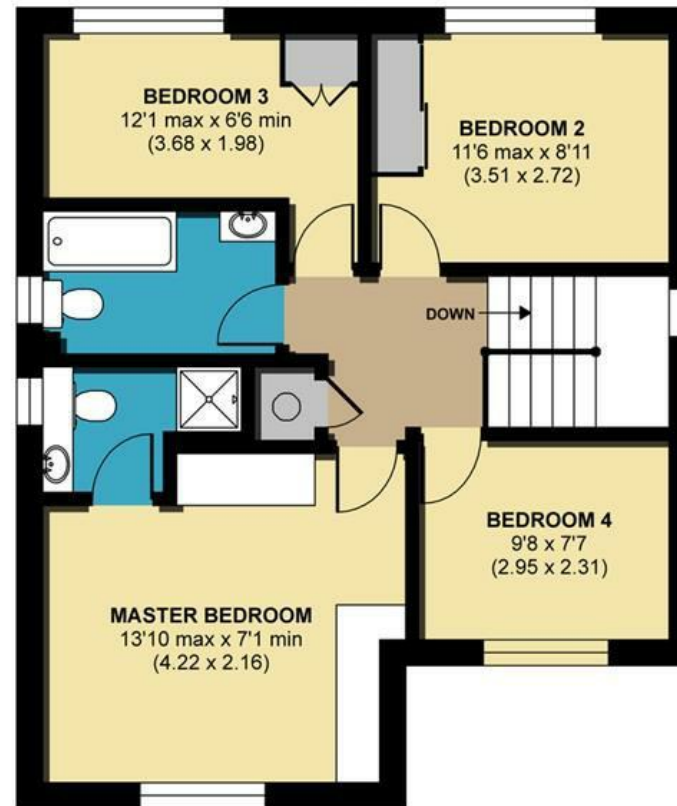 BEDROOM 3
12'1 max x 6'6 min
(3.68 x 1.98)
BEDROOM 2
11'6 max x 8'11
(3.51 x 2.72)
DOWN
BEDROOM 4
9'8 x 7'7
(2.95 x 2.31)
MASTER BEDROOM
13'10 max x 7'1 min
(4.22 x 2.16)